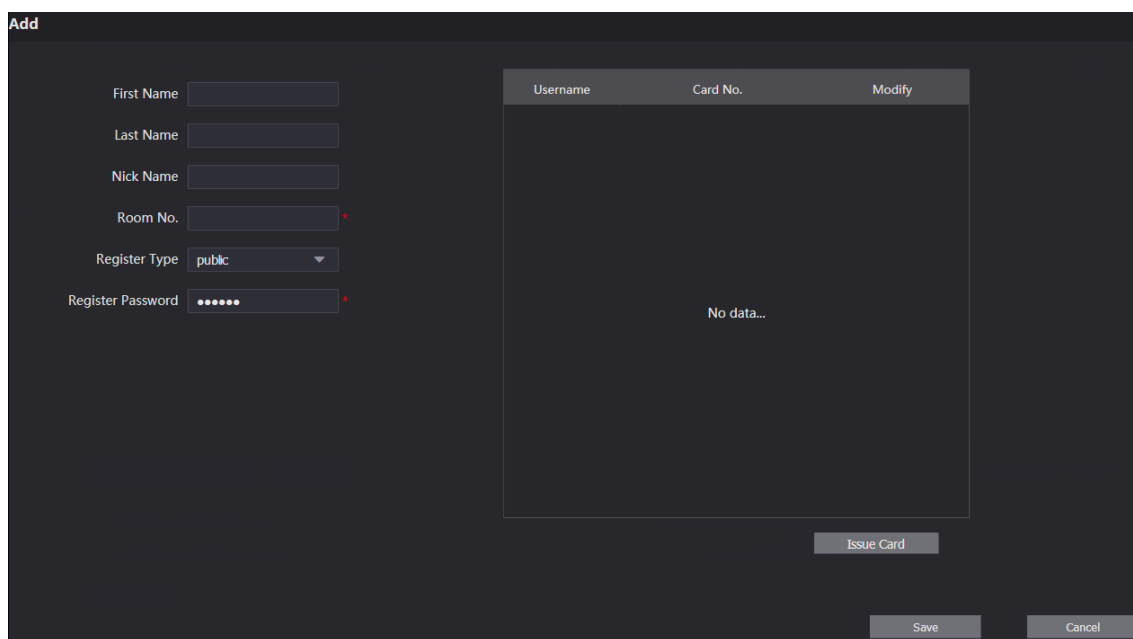 Add
First Name
Last Name
Nick Name
Room No. *
Register Type public
Register Password •••••• *
Username Card No. Modify
No data...
Issue Card
Save Cancel